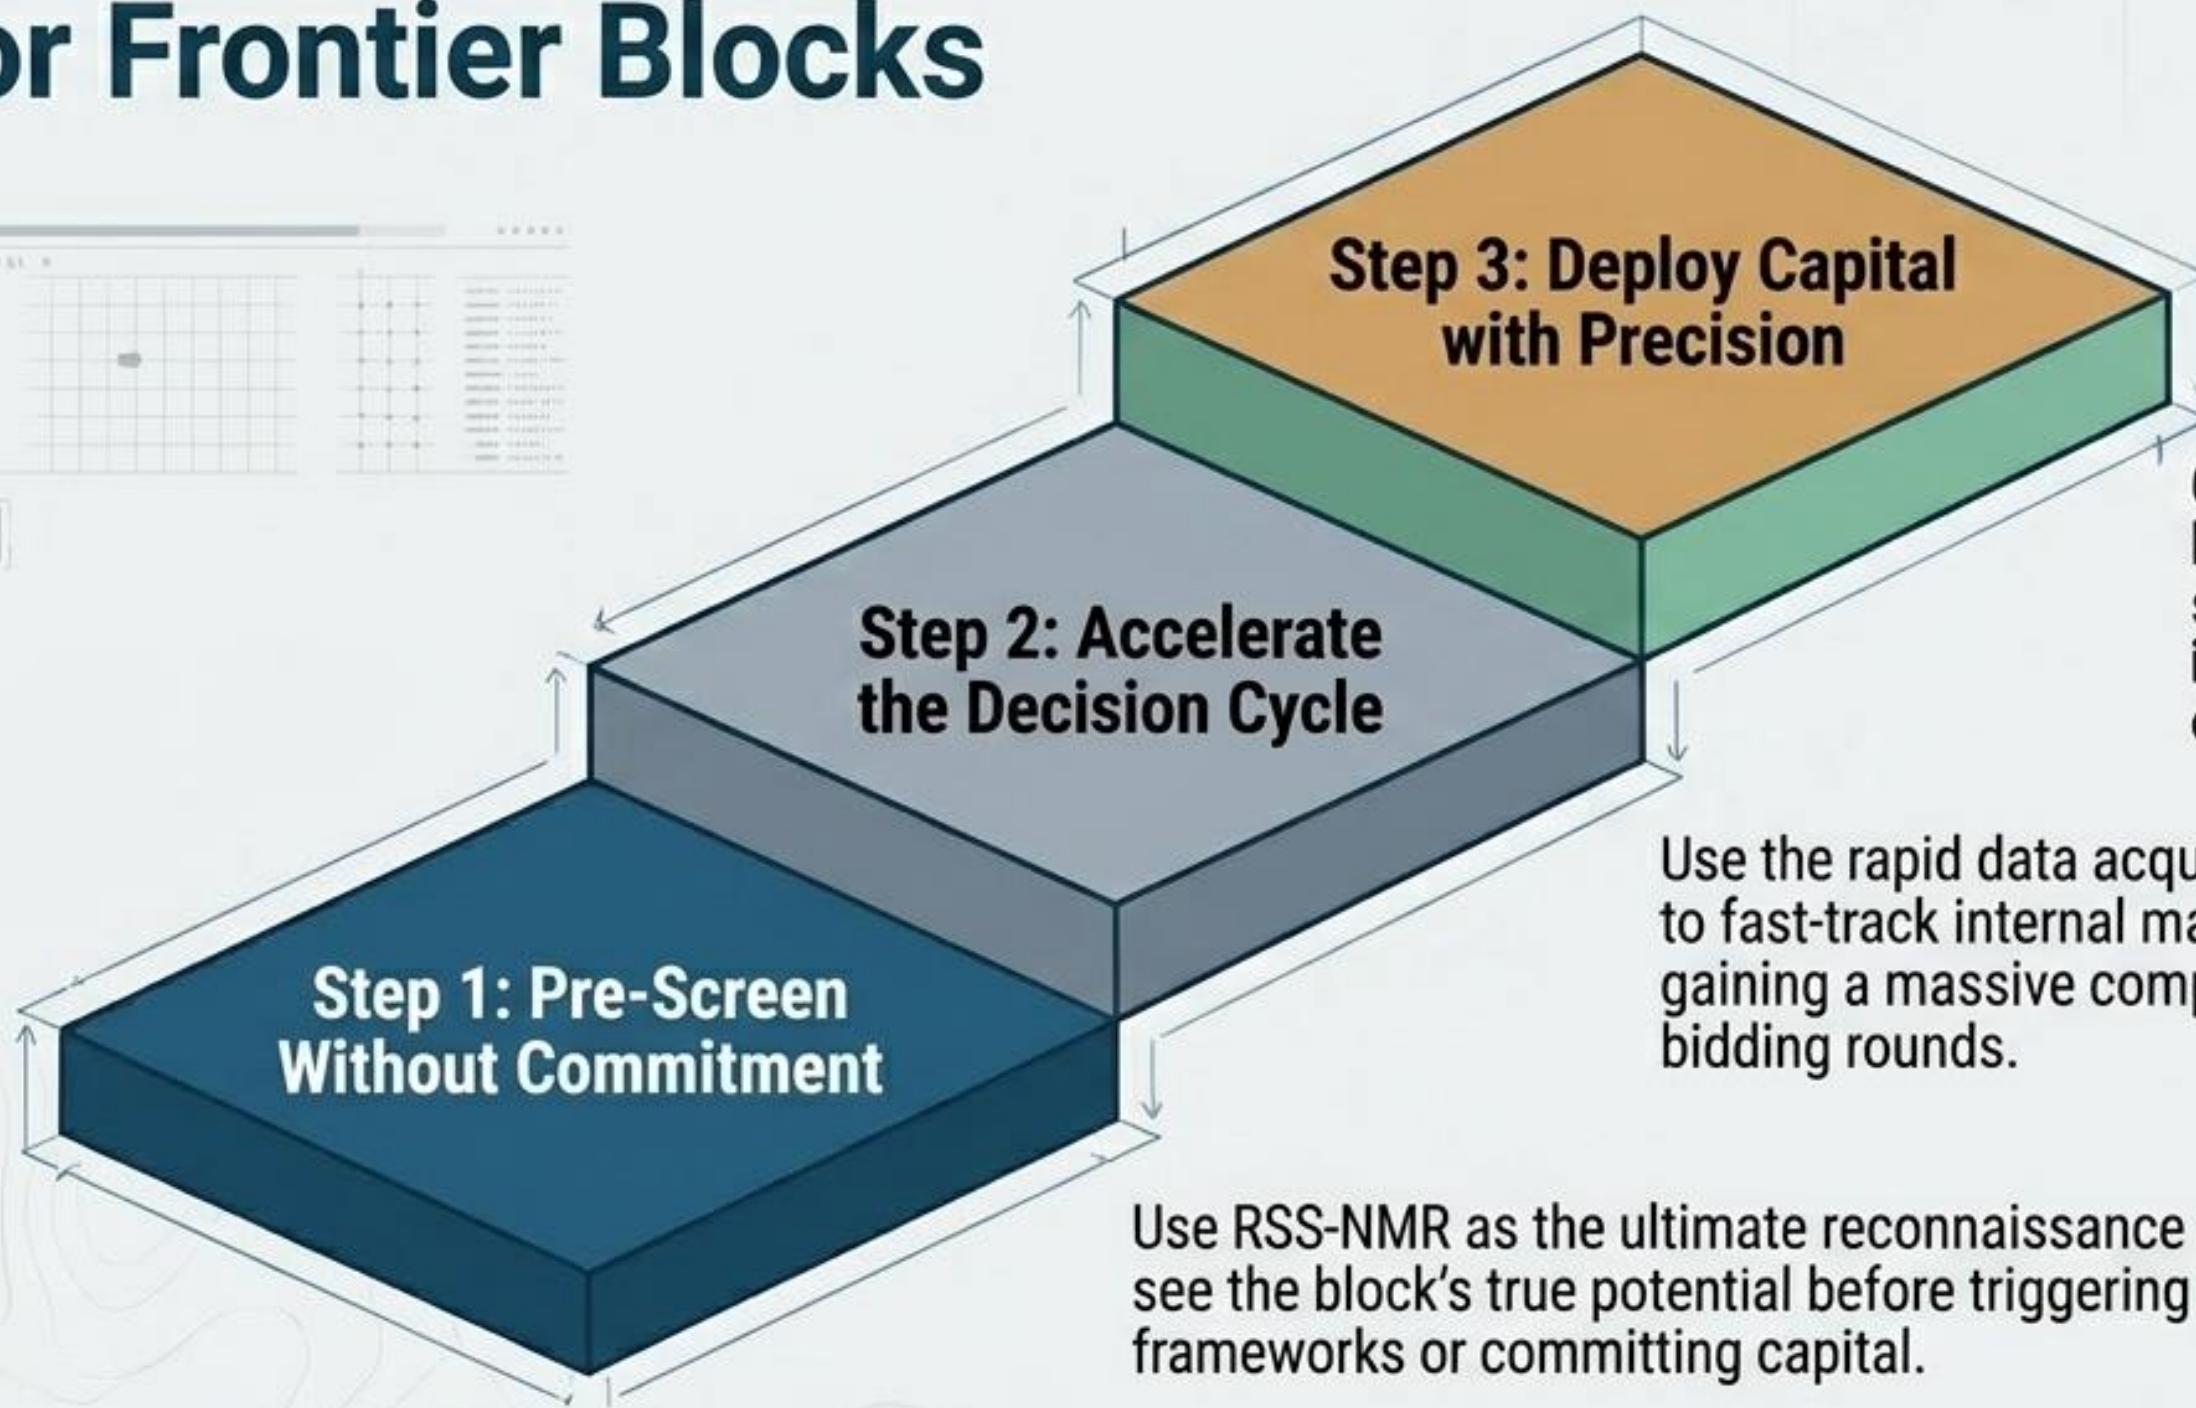 or Frontier Blocks
Step 3: Deploy Capital
with Precision
Step 2: Accelerate
the Decision Cycle
Use the rapid data acqu
to fast-track internal ma
gaining a massive comp
bidding rounds.
Step 1: Pre-Screen
Without Commitment
Use RSS-NMR as the ultimate reconnaissance
see the block's true potential before triggering
frameworks or committing capital.